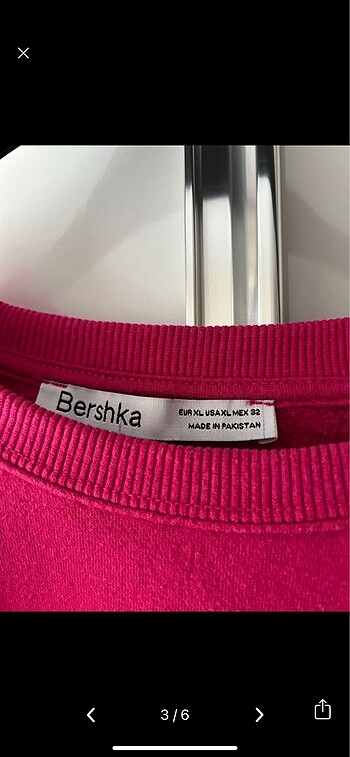 Bershka
EUR XL USA XL MEX 32
MADE IN PAKISTAN
3 / 6